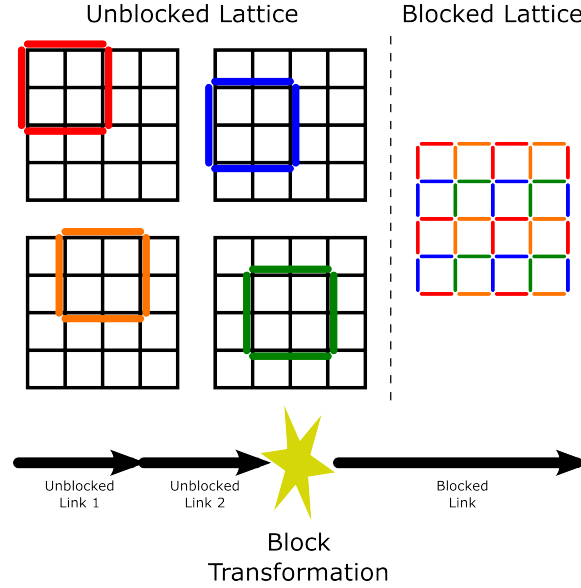 Unblocked Lattice
Blocked Lattice
Unblocked
Link 1
Unblocked
Link 2
Blocked
Link
Block
Transformation